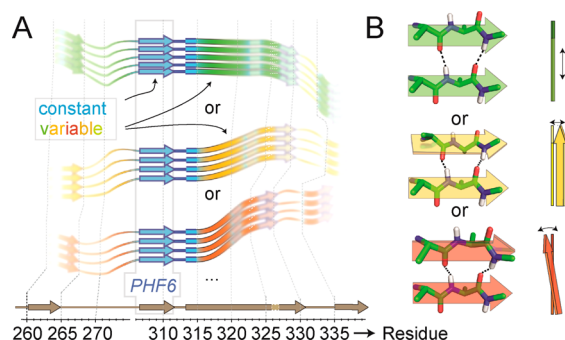 A
B
constant
variable
or
or
or
or
PHF6
...
260 265 270 310 315 320 325 330 335 → Residue